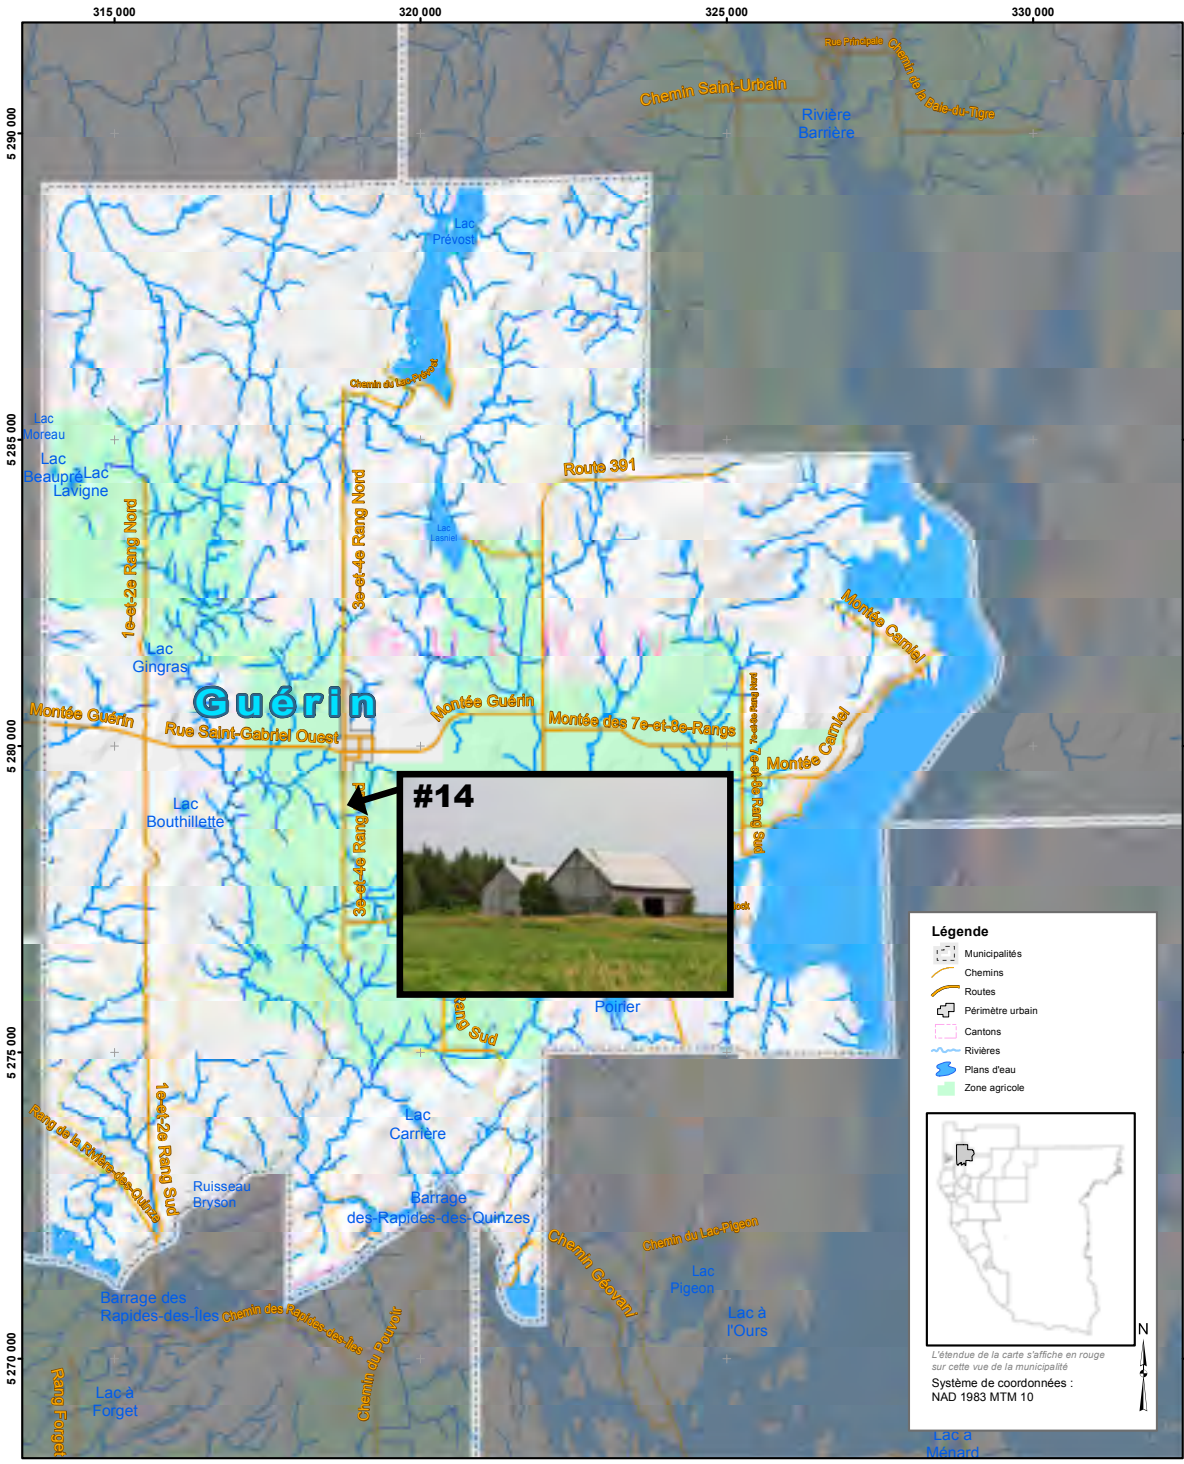 315 000
320 000
325 000
330 000
5 290 000
5 285 000
5 280 000
5 275 000
5 270 000
Rue Principale
Chemin de la Baie-du-Tigre
Chemin Saint-Urbain
Rivière
Barrière
Lac
Prévost
Chemin du Lac-Prévost
Lac
Moreau
Lac
Beaupré
Lac
Lavigne
Route 391
1e-et-2e Rang Nord
3e-et-4e Rang Nord
Lac
Lasniel
Montée Camiel
Lac
Gingras
Guérin
Montée Guérin
Rue Saint-Gabriel Ouest
Montée Guérin
Montée des 7e-et-8e-Rangs
7e-et-8e Rang Nord
7e-et-8e Rang Sud
Montée Camiel
Lac
Bouthillette
3e-et-4e Rang
#14
Poirier
Rang Sud
Lac
Carrière
1e-et-2e Rang Sud
Rang de la Rivière-des-Quinze
Ruisseau
Bryson
Barrage
des-Rapides-des-Quinzes
Chemin Géovani
Chemin du Lac-Pigeon
Lac
Pigeon
Lac à
l'Ours
Barrage des
Rapides-des-Îles
Chemin des Rapides-des-Îles
Chemin du Pouvoir
Rang Forget
Lac à
Forget
Lac à
Ménard
Légende
Municipalités
Chemins
Routes
Périmètre urbain
Cantons
Rivières
Plans d'eau
Zone agricole
N
L'étendue de la carte s'affiche en rouge
sur cette vue de la municipalité
Système de coordonnées :
NAD 1983 MTM 10